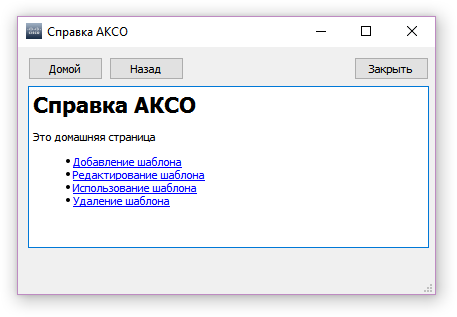 Справка АКСО
Домой Назад Закрыть
Справка АКСО
Это домашняя страница
Добавление шаблона
Редактирование шаблона
Использование шаблона
Удаление шаблона